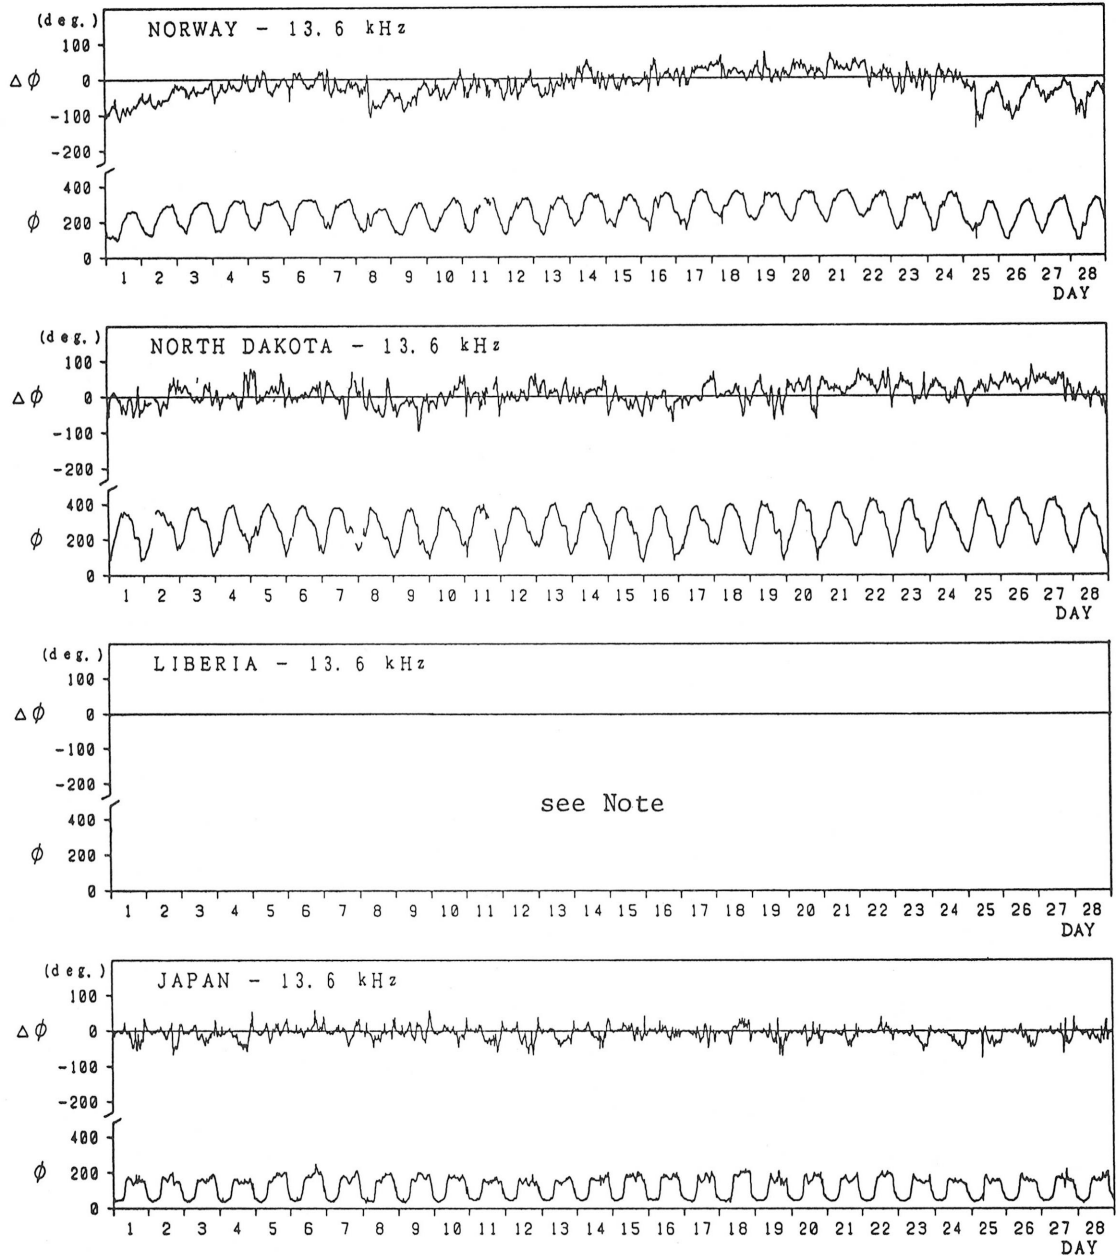 (deg.)
NORWAY - 13.6 kHz
100
Δϕ 0
-100
-200
400
ϕ 200
0
1 2 3 4 5 6 7 8 9 10 11 12 13 14 15 16 17 18 19 20 21 22 23 24 25 26 27 28
DAY
(deg.)
NORTH DAKOTA - 13.6 kHz
100
Δϕ 0
-100
-200
400
ϕ 200
0
1 2 3 4 5 6 7 8 9 10 11 12 13 14 15 16 17 18 19 20 21 22 23 24 25 26 27 28
DAY
(deg.)
LIBERIA - 13.6 kHz
100
Δϕ 0
-100
-200
see Note
400
ϕ 200
0
1 2 3 4 5 6 7 8 9 10 11 12 13 14 15 16 17 18 19 20 21 22 23 24 25 26 27 28
DAY
(deg.)
JAPAN - 13.6 kHz
100
Δϕ 0
-100
-200
400
ϕ 200
0
1 2 3 4 5 6 7 8 9 10 11 12 13 14 15 16 17 18 19 20 21 22 23 24 25 26 27 28
DAY